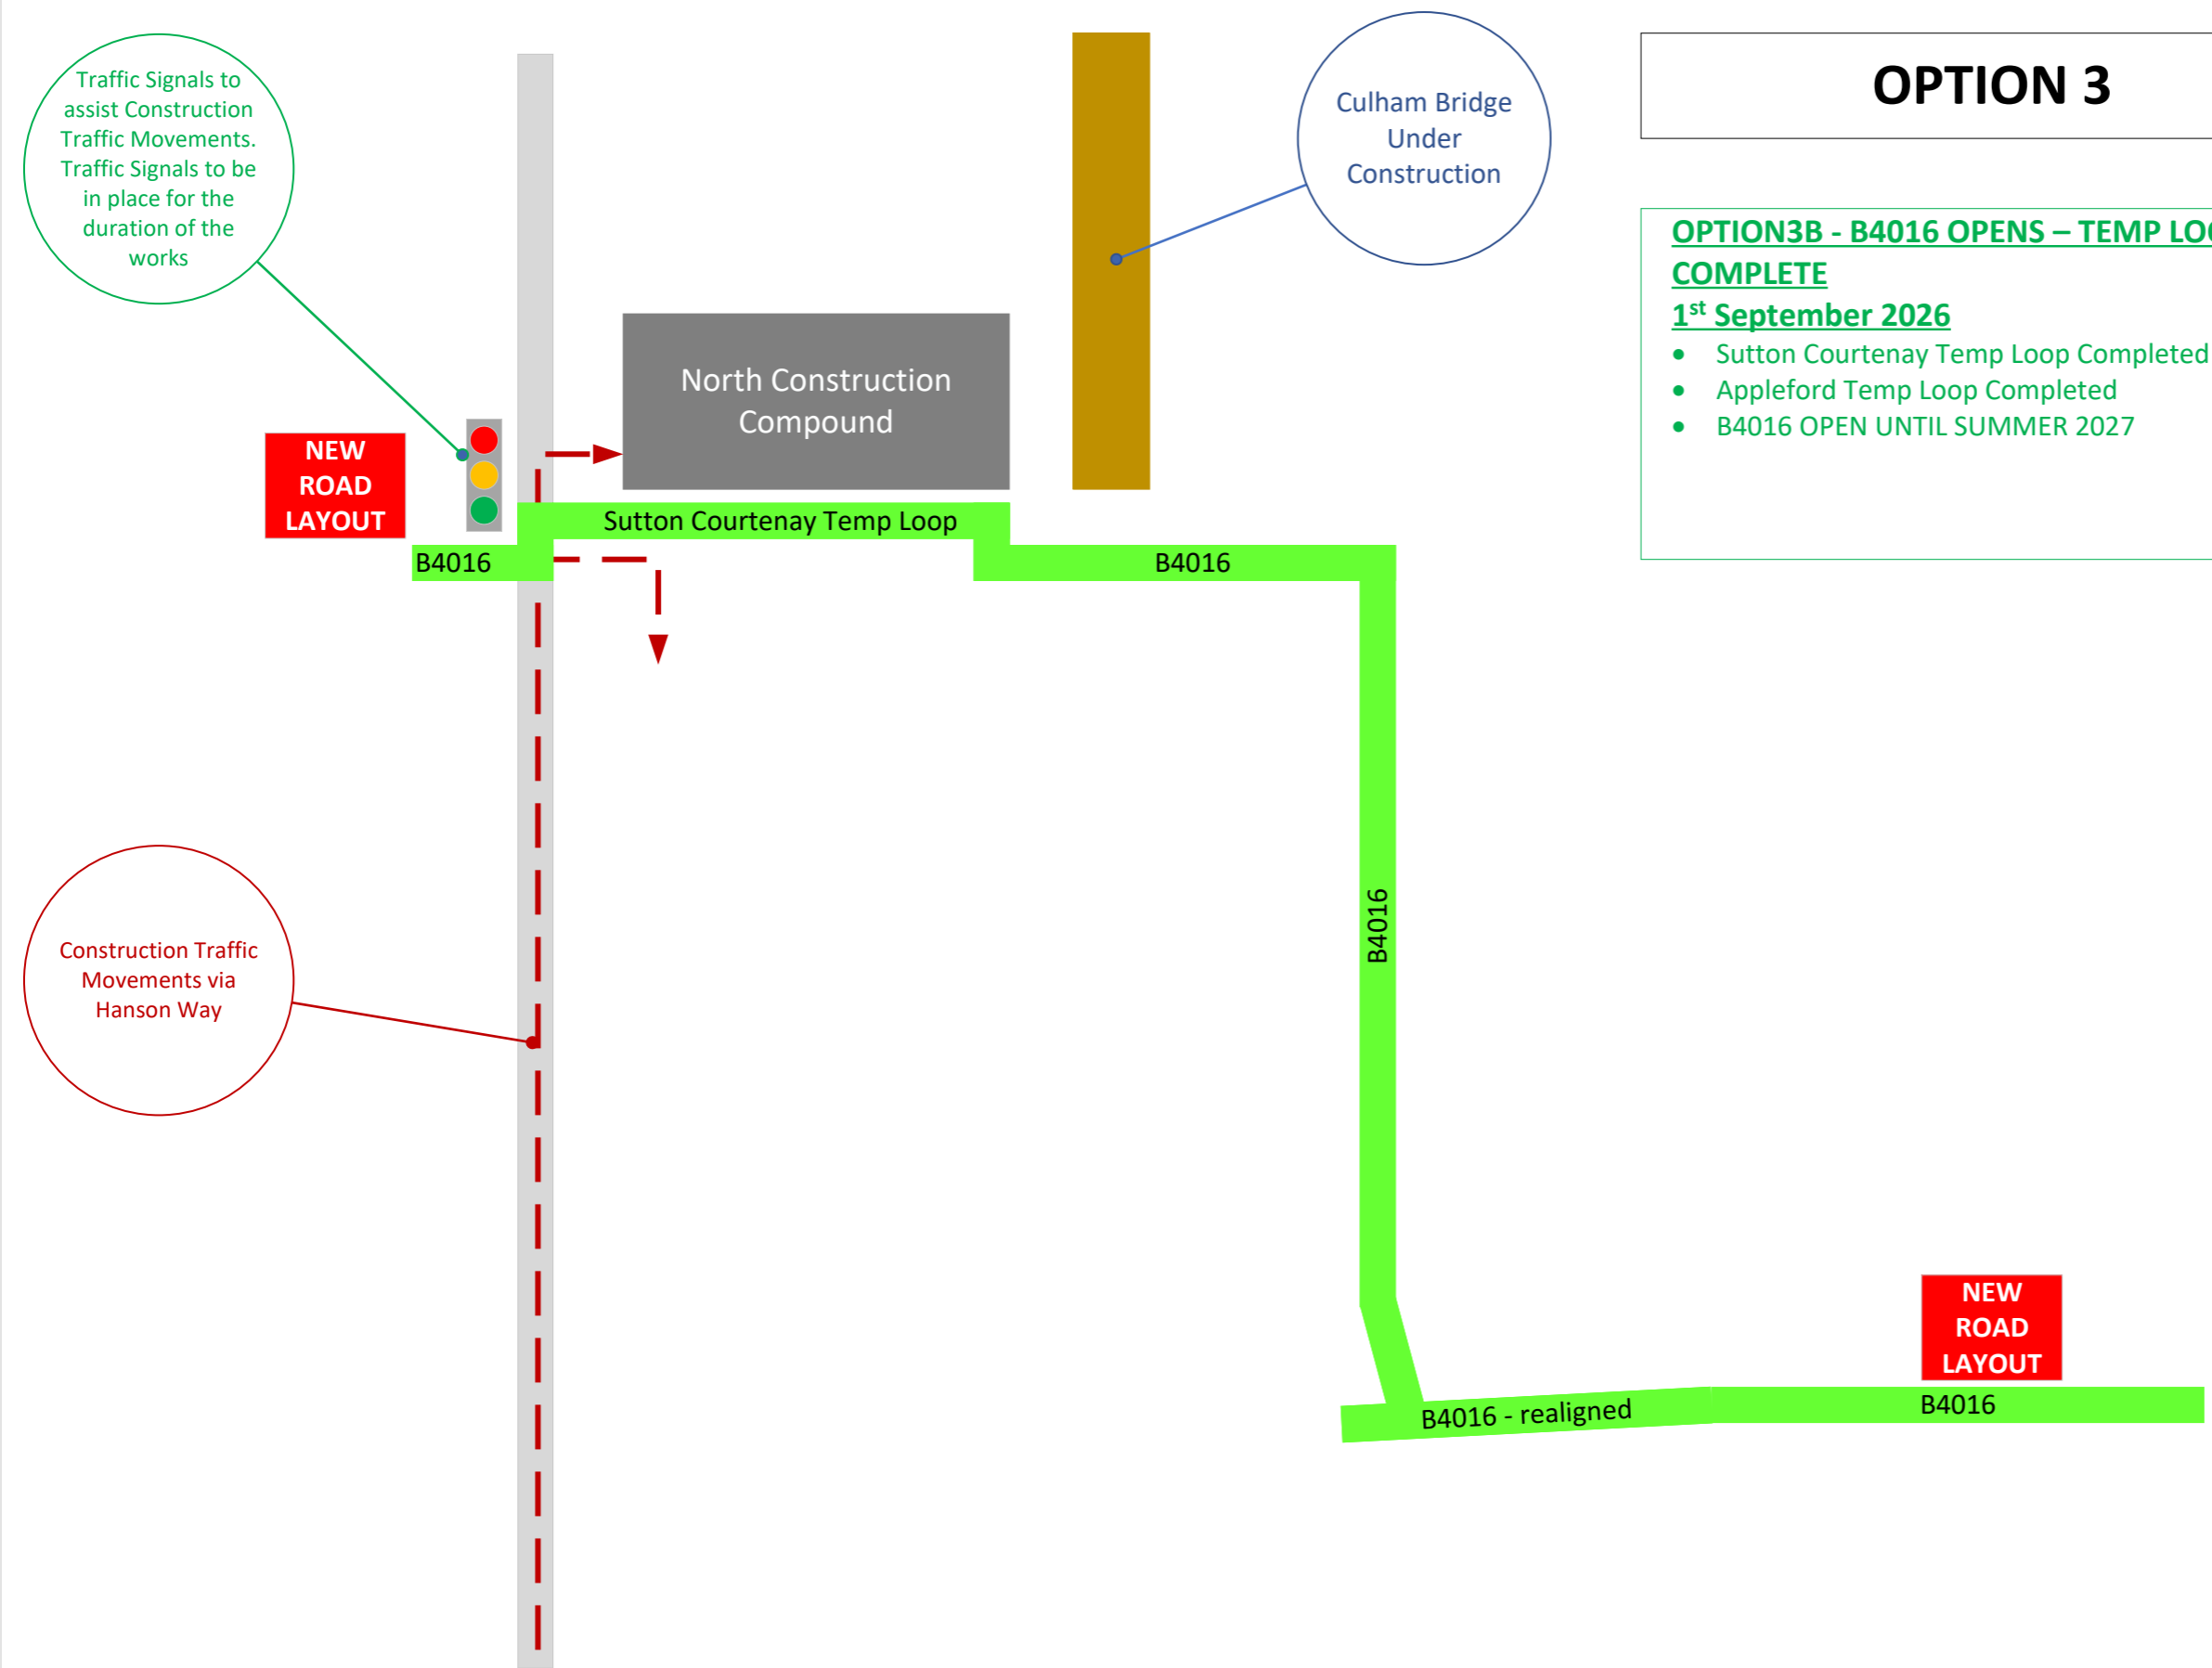 Traffic Signals to
assist Construction
Traffic Movements.
Traffic Signals to be
in place for the
duration of the
works
Culham Bridge
Under
Construction
OPTION 3
OPTION3B - B4016 OPENS – TEMP
COMPLETE
1st September 2026
• Sutton Courtenay Temp Loop Completed
• Appleford Temp Loop Completed
• B4016 OPEN UNTIL SUMMER 2027
North Construction
Compound
NEW
ROAD
LAYOUT
Sutton Courtenay Temp Loop
B4016
B4016
B4016
Construction Traffic
Movements via
Hanson Way
NEW
ROAD
LAYOUT
B4016 - realigned
B4016